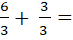 6/3 + 3/3 =